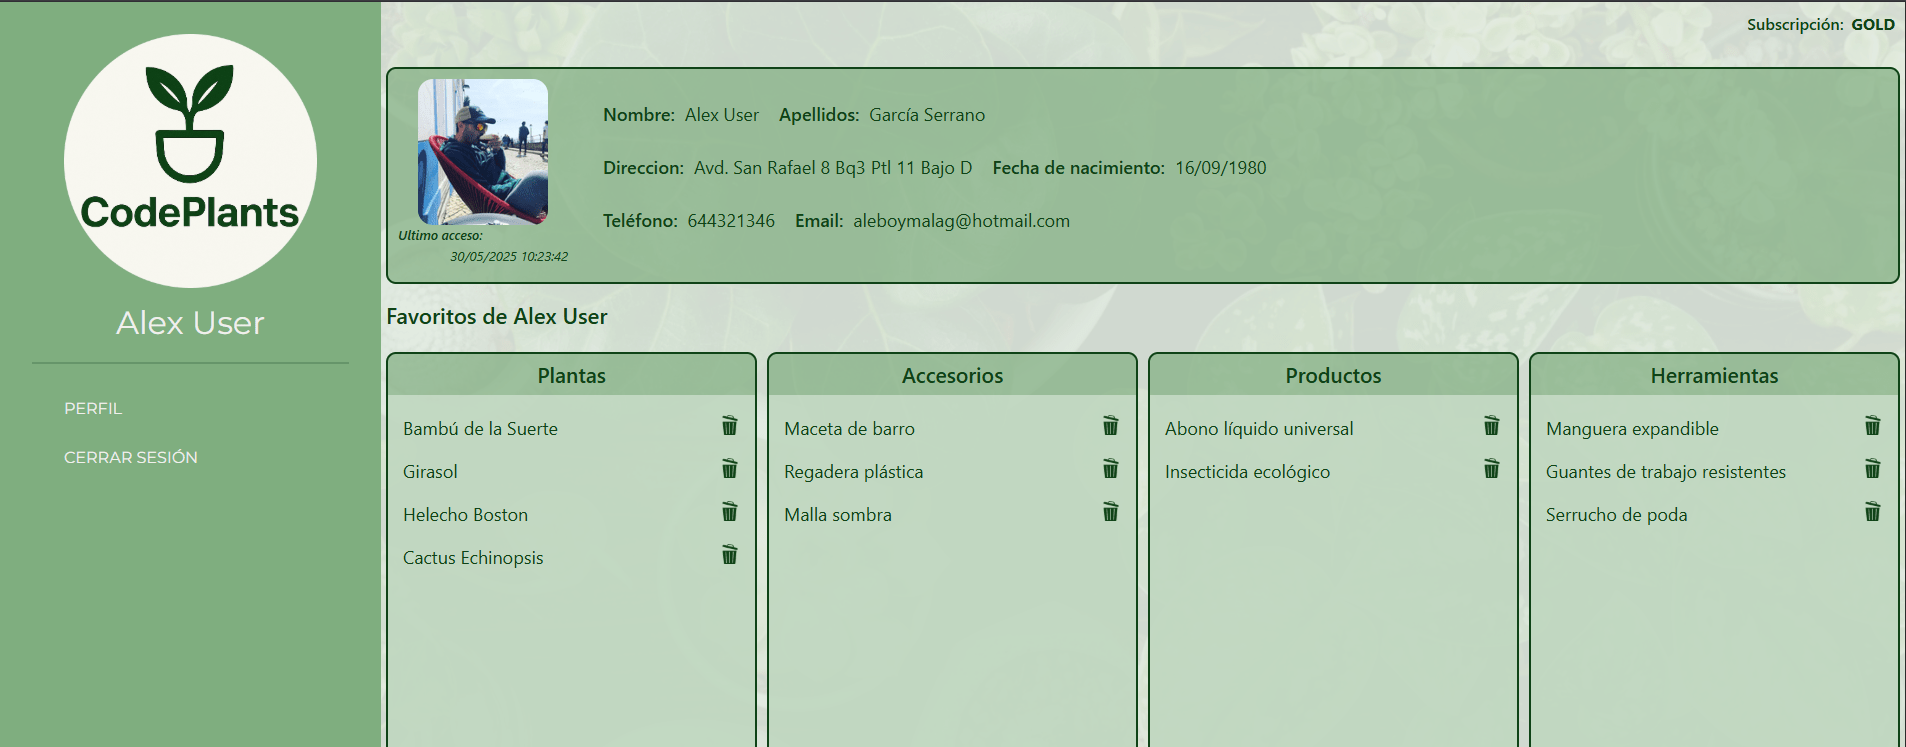 CodePlants
Alex User
PERFIL
CERRAR SESIÓN
Subscripción: GOLD
Nombre: Alex User Apellidos: García Serrano
Direccion: Avd. San Rafael 8 Bq3 Ptl 11 Bajo D Fecha de nacimiento: 16/09/1980
Teléfono: 644321346 Email: aleboymalag@hotmail.com
Ultimo acceso:
30/05/2025 10:23:42
Favoritos de Alex User
Plantas
Bambú de la Suerte
Girasol
Helecho Boston
Cactus Echinopsis
Accesorios
Maceta de barro
Regadera plástica
Malla sombra
Productos
Abono líquido universal
Insecticida ecológico
Herramientas
Manguera expandible
Guantes de trabajo resistentes
Serrucho de poda